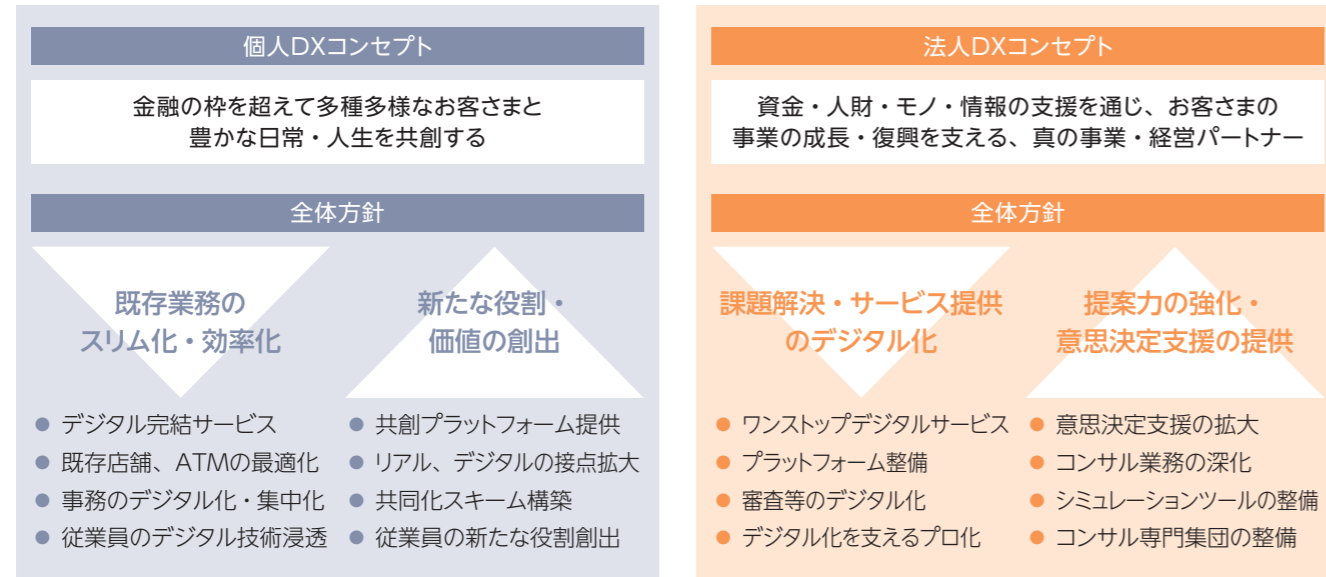 個人DXコンセプト
金融の枠を超えて多種多様なお客さまと
豊かな日常・人生を共創する
全体方針
既存業務の
スリム化・効率化
● デジタル完結サービス
● 既存店舗、ATMの最適化
● 事務のデジタル化・集中化
● 従業員のデジタル技術浸透
新たな役割・
価値の創出
● 共創プラットフォーム提供
● リアル、デジタルの接点拡大
● 共同化スキーム構築
● 従業員の新たな役割創出
法人DXコンセプト
資金・人財・モノ・情報の支援を通じ、お客さまの
事業の成長・復興を支える、真の事業・経営パートナー
全体方針
課題解決・サービス提供
のデジタル化
● ワンストップデジタルサービス
● プラットフォーム整備
● 審査等のデジタル化
● デジタル化を支えるプロ化
提案力の強化・
意思決定支援の提供
● 意思決定支援の拡大
● コンサル業務の深化
● シミュレーションツールの整備
● コンサル専門集団の整備